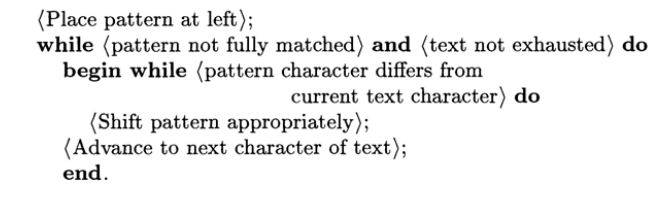 ⟨Place pattern at left⟩;
while ⟨pattern not fully matched⟩ and ⟨text not exhausted⟩ do
begin while ⟨pattern character differs from
current text character⟩ do
⟨Shift pattern appropriately⟩;
⟨Advance to next character of text⟩;
end.